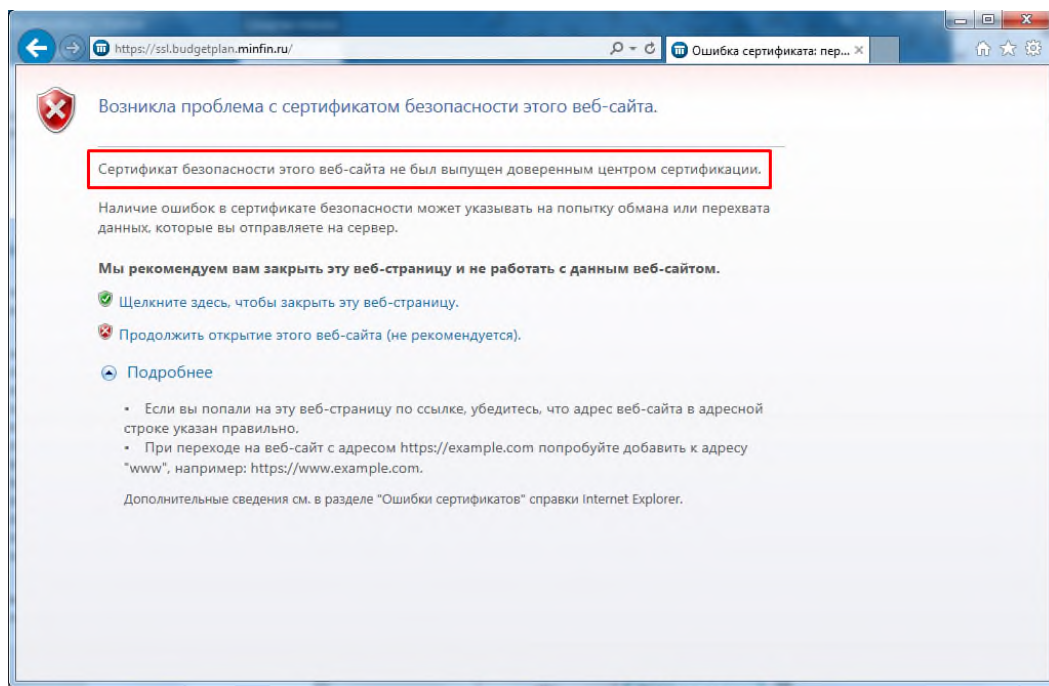 https://ssl.budgetplan.minfin.ru/
Ошибка сертификата: пер...
Возникла проблема с сертификатом безопасности этого веб-сайта.
Сертификат безопасности этого веб-сайта не был выпущен доверенным центром сертификации.
Наличие ошибок в сертификате безопасности может указывать на попытку обмана или перехвата
данных, которые вы отправляете на сервер.
Мы рекомендуем вам закрыть эту веб-страницу и не работать с данным веб-сайтом.
Щелкните здесь, чтобы закрыть эту веб-страницу.
Продолжить открытие этого веб-сайта (не рекомендуется).
Подробнее
• Если вы попали на эту веб-страницу по ссылке, убедитесь, что адрес веб-сайта в адресной
строке указан правильно.
• При переходе на веб-сайт с адресом https://example.com попробуйте добавить к адресу
"www", например: https://www.example.com.
Дополнительные сведения см. в разделе "Ошибки сертификатов" справки Internet Explorer.